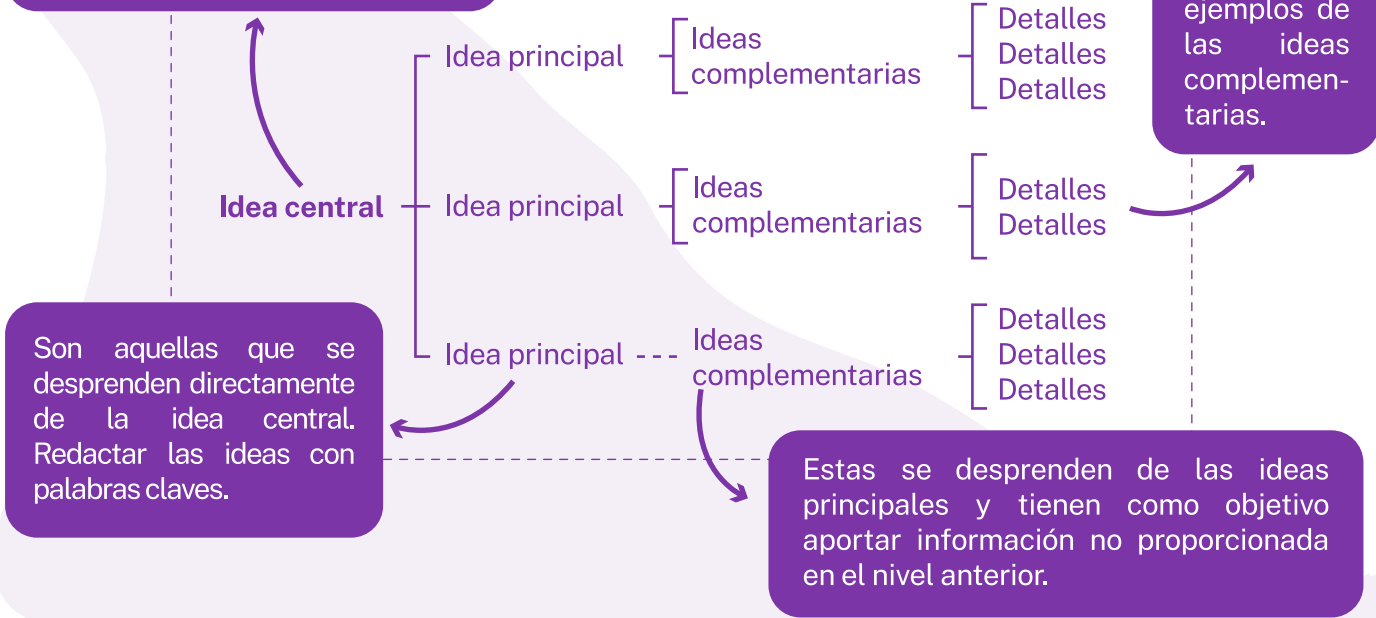 Idea principal
Ideas
complementarias
Detalles
Detalles
Detalles
ejemplos de
las ideas
complemen-
tarias.
Idea central
Idea principal
Ideas
complementarias
Detalles
Detalles
Idea principal
Ideas
complementarias
Detalles
Detalles
Detalles
Son aquellas que se
desprenden directamente
de la idea central.
Redactar las ideas con
palabras claves.
Estas se desprenden de las ideas
principales y tienen como objetivo
aportar información no proporcionada
en el nivel anterior.